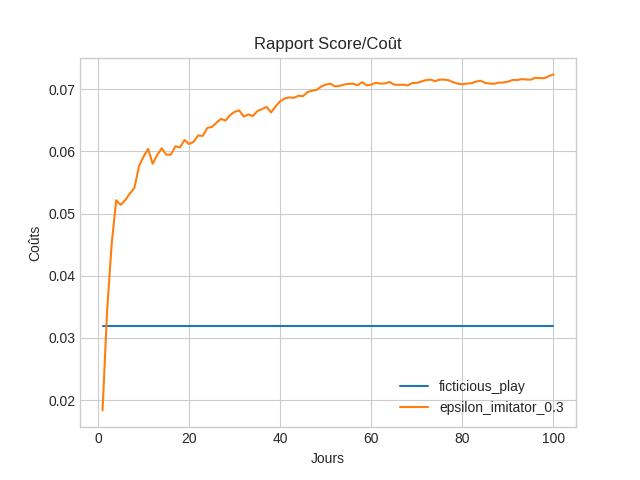 Rapport Score/Coût
0.07
0.06
0.05
0.04
0.03
0.02
Coûts
ficticious_play
epsilon_imitator_0.3
0 20 40 60 80 100
Jours